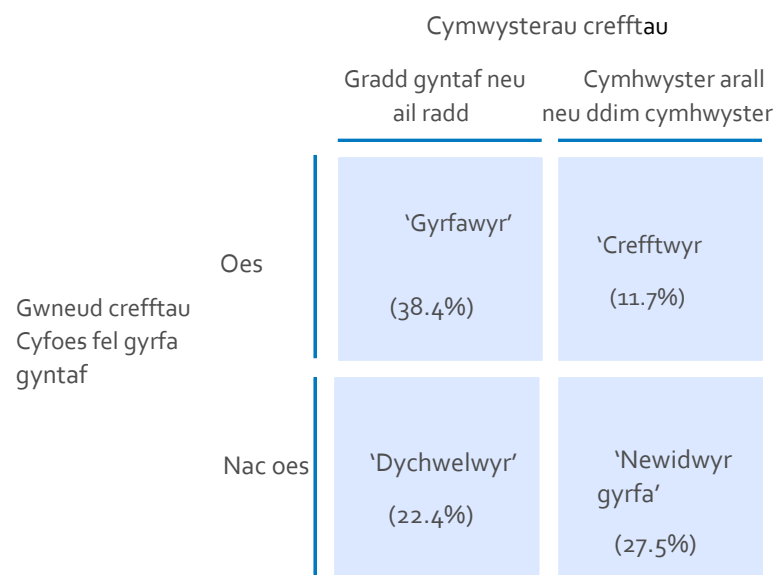 Cymwysterau crefftau
Gradd gyntaf neu
ail radd
Cymhwyster arall
neu ddim cymhwyster
Oes
'Gyrfawyr'
(38.4%)
'Crefftwyr
(11.7%)
Gwneud crefftau
Cyfoes fel gyrfa
gyntaf
Nac oes
'Dychwelwyr'
(22.4%)
'Newidwyr
gyrfa'
(27.5%)